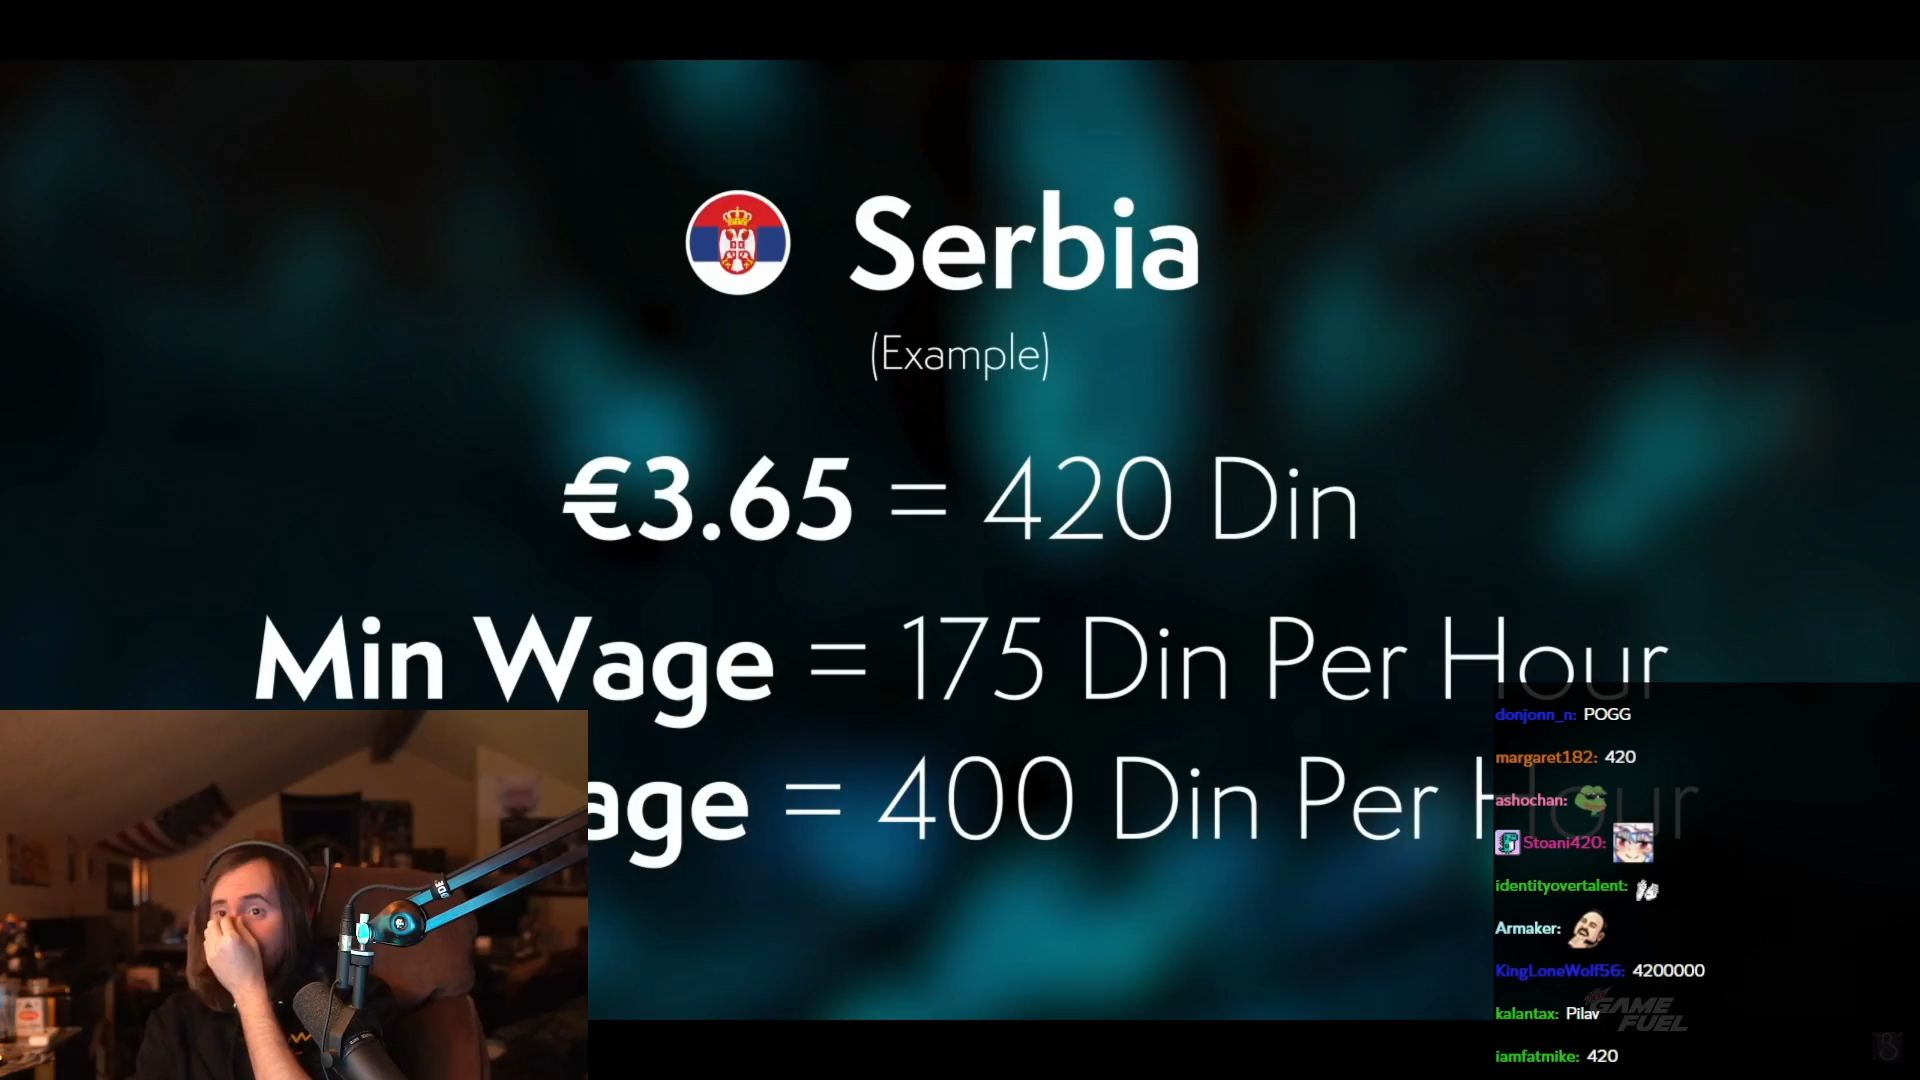 Serbia
(Example)
€3.65 = 420 Din
Min Wage = 175 Din Per Hour
age = 400 Din Per Hour
donjonn_n: POGG
margaret182: 420
ashochan:
Stoani420:
identityovertalent:
Armaker:
KingLoneWolf56: 4200000
kalantax: Pilav
GAME
FUEL
iamfatmike: 420